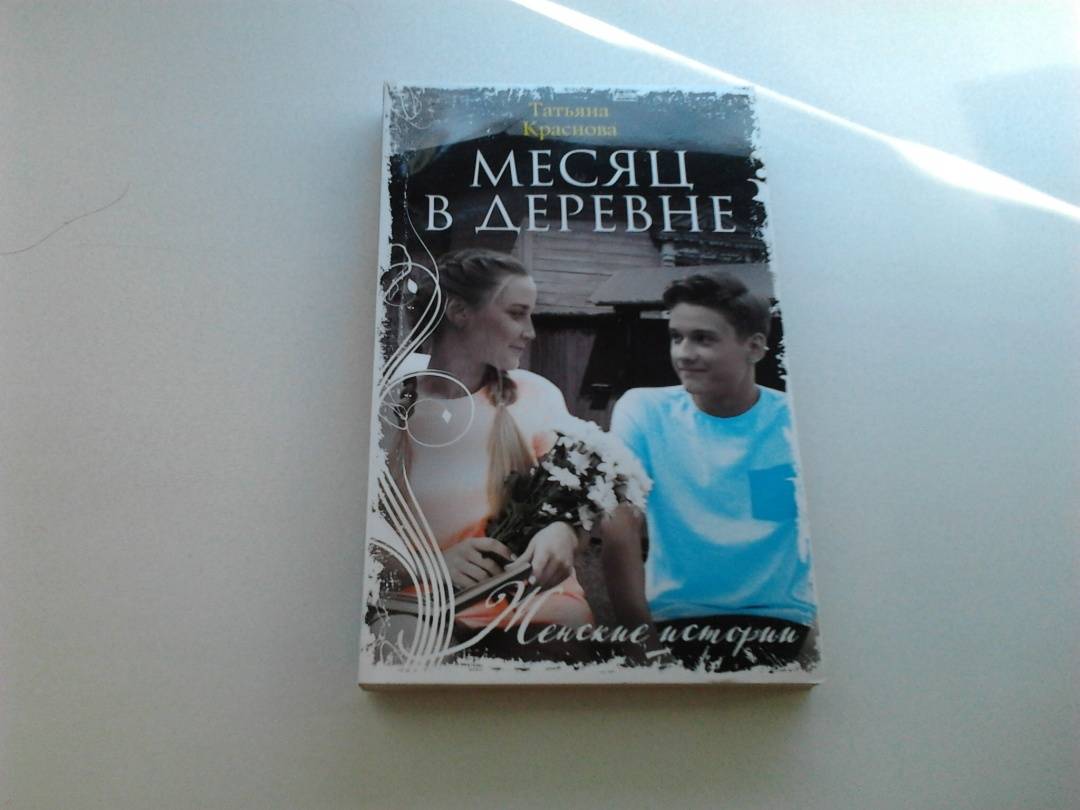 Татьяна
Краснова
МЕСЯЦ
В ДЕРЕВНЕ
Женские истории